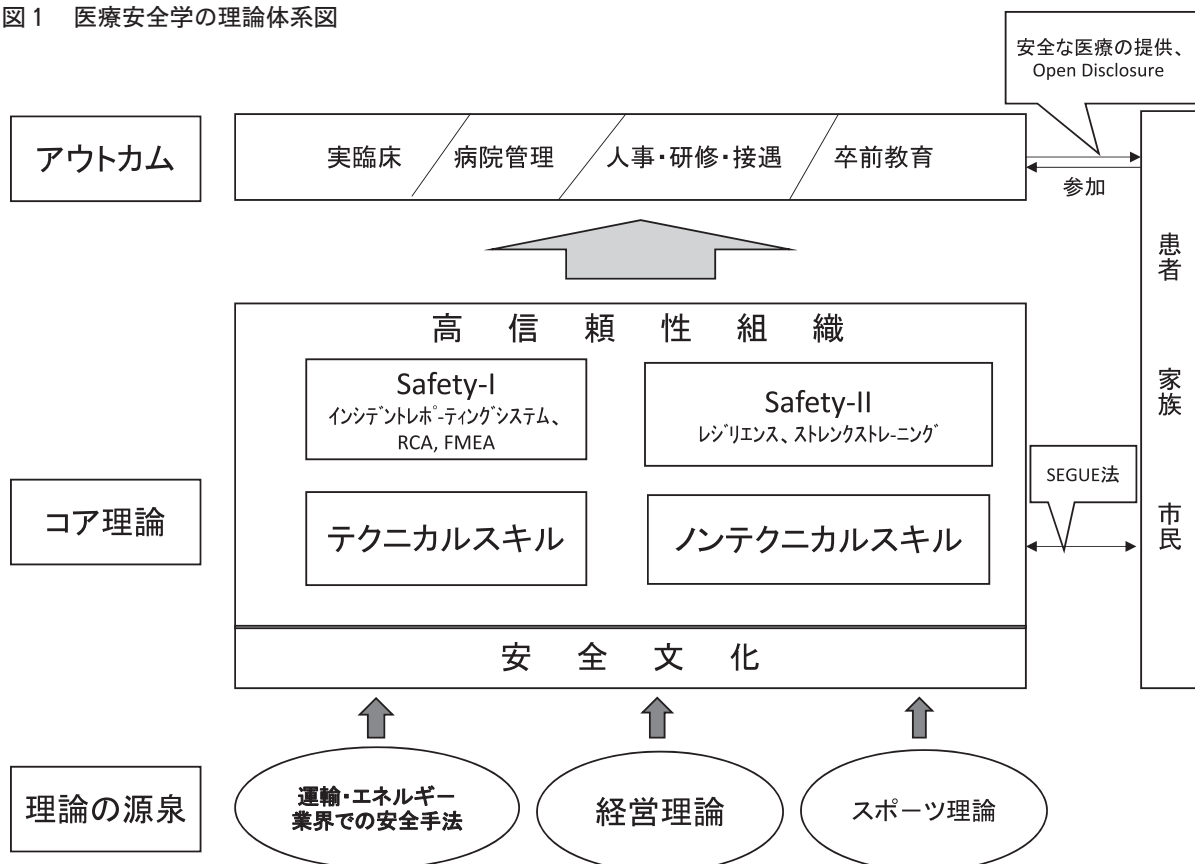 図1 医療安全学の理論体系図
安全な医療の提供、
Open Disclosure
アウトカム
実臨床
病院管理
人事・研修・接遇
卒前教育
参加
患者
家族
市民
高信頼性組織
Safety-I
インシデントレポーティングシステム、
RCA, FMEA
Safety-II
レジリエンス、ストレンクストレーニング
SEGUE法
コア理論
テクニカルスキル
ノンテクニカルスキル
安全文化
理論の源泉
運輸・エネルギー
業界での安全手法
経営理論
スポーツ理論